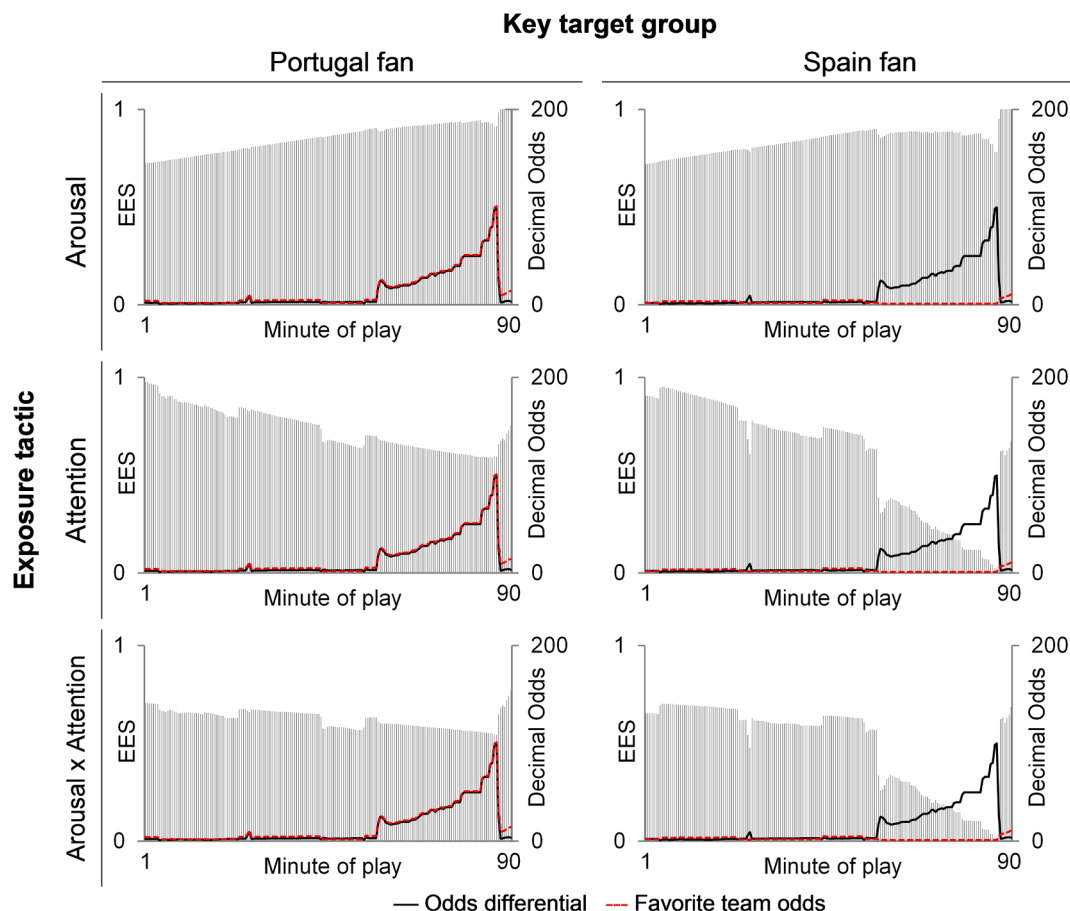 Key target group
Portugal fan Spain fan
Exposure tactic
Arousal
1 200 1 200
EES Decimal Odds EES Decimal Odds
0 0 0 0
1 Minute of play 90 1 Minute of play 90
Attention
1 200 1 200
EES Decimal Odds EES Decimal Odds
0 0 0 0
1 Minute of play 90 1 Minute of play 90
Arousal x Attention
1 200 1 200
EES Decimal Odds EES Decimal Odds
0 0 0 0
1 Minute of play 90 1 Minute of play 90
Odds differential Favorite team odds